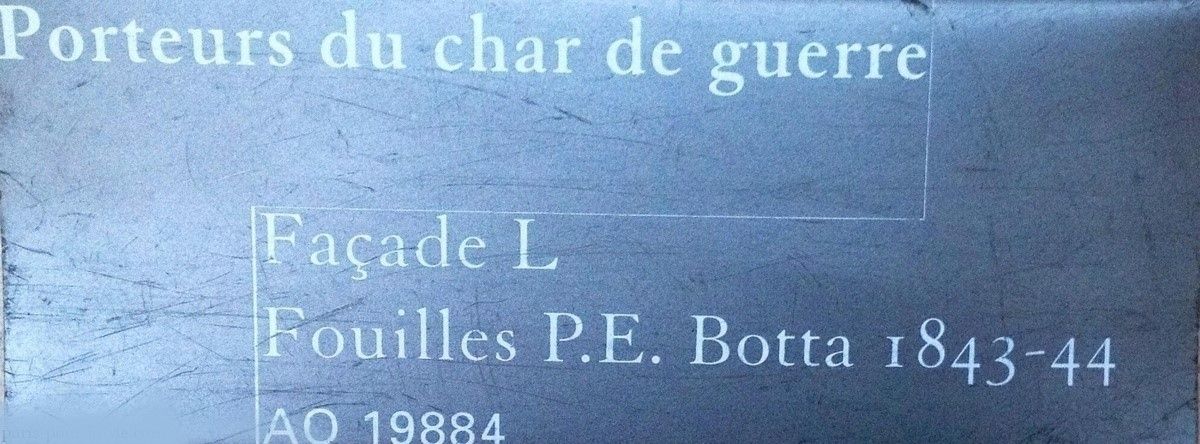 Porteurs du char de guerre
Façade L
Fouilles P.E. Botta 1843-44
AO 19884